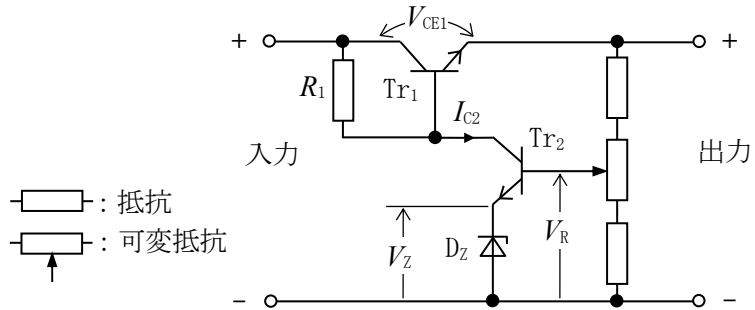 V_CE1
+
+
R₁
Tr₁
I_C2
Tr₂
入力
出力
：抵抗
：可変抵抗
V_Z
D_Z
V_R
−
−